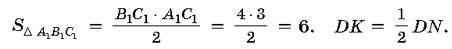 S△ A₁B₁C₁ = B₁C₁ · A₁C₁ / 2 = 4 · 3 / 2 = 6. DK = 1/2 DN.